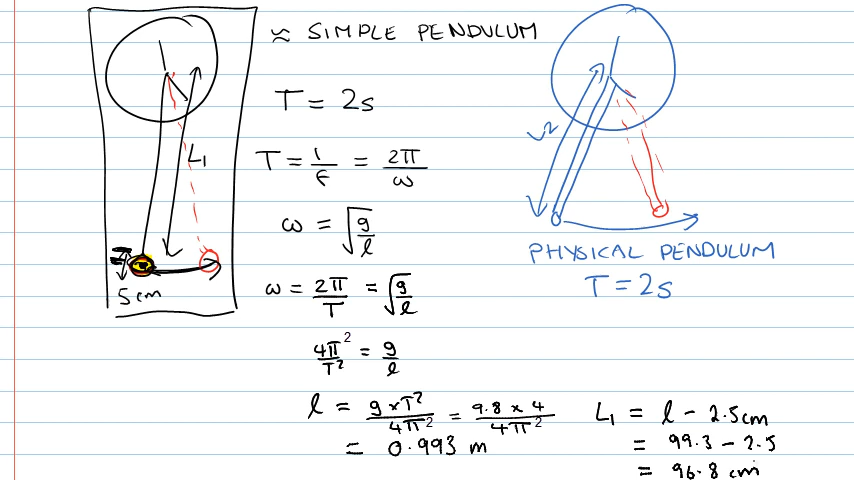 ≈ SIMPLE PENDULUM
T = 2s
T = 1/f = 2π/ω
ω = √(g/l)
ω = 2π/T = √(g/l)
4π²/T² = g/l
l = g×T²/4π² = 9.8 × 4/4π²
= 0.993 m
L₁
5cm
L₂
PHYSICAL PENDULUM
T = 2s
L₁ = l - 2.5cm
= 99.3 - 2.5
= 96.8 cm